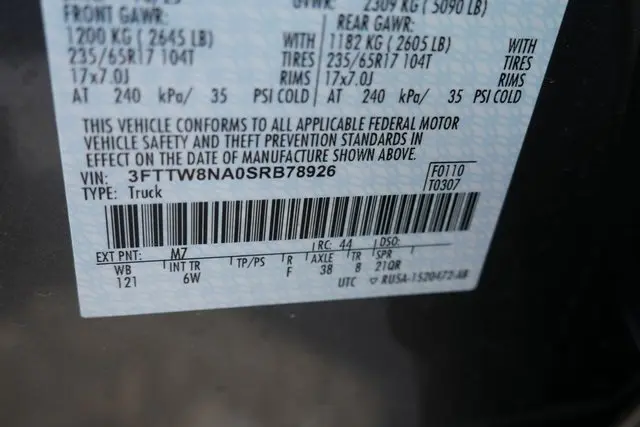 2309 KG ( 5090 LB)
FRONT GAWR: REAR GAWR:
1200 KG ( 2645 LB) WITH 1182 KG ( 2605 LB) WITH
235/65R17 104T TIRES 235/65R17 104T TIRES
17x7.0J RIMS 17x7.0J RIMS
AT 240 kPa/ 35 PSI COLD AT 240 kPa/ 35 PSI COLD
THIS VEHICLE CONFORMS TO ALL APPLICABLE FEDERAL MOTOR
VEHICLE SAFETY AND THEFT PREVENTION STANDARDS IN
EFFECT ON THE DATE OF MANUFACTURE SHOWN ABOVE.
VIN: 3FTTW8NA0SRB78926 F0110
TYPE: Truck T0307
EXT PNT: M7 RC: 44 DSO:
WB INT TR TP/PS R AXLE TR SPR
121 6W F 38 8 21QR
UTC ▽ RU5A-1520472-AB